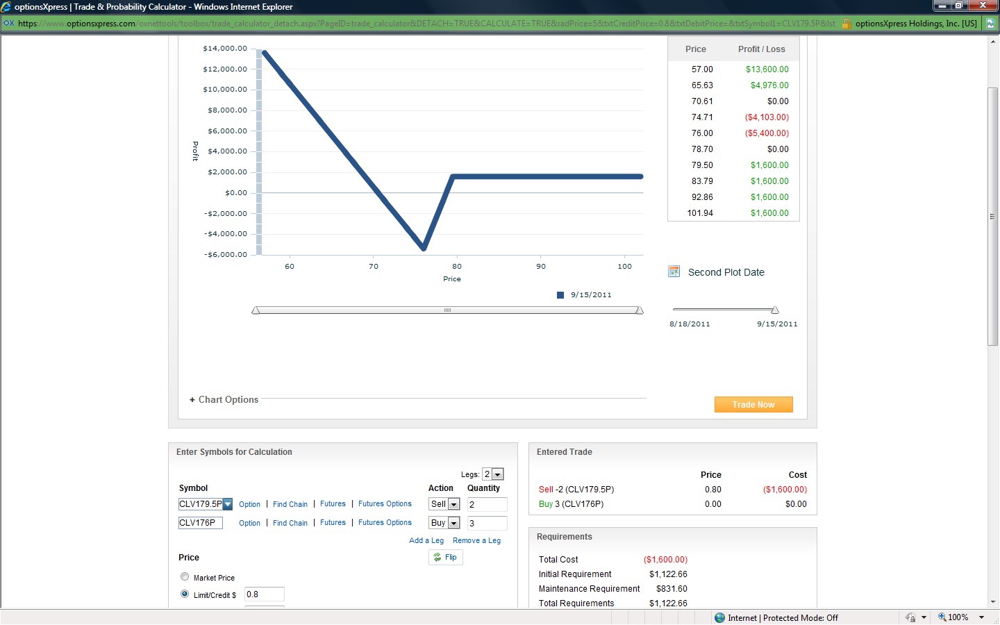 optionsXpress | Trade & Probability Calculator - Windows Internet Explorer
OX https://www.optionsxpress.com/oxnettools/toolbox/trade_calculator_detach.aspx?PageID=trade_calculator&DETACH=TRUE&CALCULATE=TRUE&radPrice=5&txtCreditPrice=0.8&txtDebitPrice=&txtSymbol1=CLV179.5P&lst optionsXpress Holdings, Inc. [US]
$14,000.00
$12,000.00
$10,000.00
$8,000.00
$6,000.00
$4,000.00
$2,000.00
$0.00
-$2,000.00
-$4,000.00
-$6,000.00
Profit
60 70 80 90 100
Price
9/15/2011
Price Profit / Loss
57.00 $13,600.00
65.63 $4,976.00
70.61 $0.00
74.71 ($4,103.00)
76.00 ($5,400.00)
78.70 $0.00
79.50 $1,600.00
83.79 $1,600.00
92.86 $1,600.00
101.94 $1,600.00
Second Plot Date
8/18/2011 9/15/2011
+ Chart Options
Trade Now
Enter Symbols for Calculation
Legs: 2
Symbol Action Quantity
CLV179.5P Option | Find Chain | Futures | Futures Options Sell 2
CLV176P Option | Find Chain | Futures | Futures Options Buy 3
Add a Leg Remove a Leg
Price Flip
Market Price
Limit/Credit $ 0.8
Entered Trade
Price Cost
Sell -2 (CLV179.5P) 0.80 ($1,600.00)
Buy 3 (CLV176P) 0.00 $0.00
Requirements
Total Cost ($1,600.00)
Initial Requirement $1,122.66
Maintenance Requirement $831.60
Total Requirements $1,122.66
Internet | Protected Mode: Off 100%